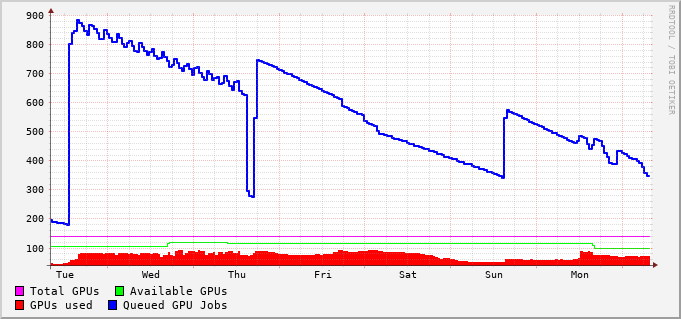 900
800
700
600
500
400
300
200
100
Tue Wed Thu Fri Sat Sun Mon
RRDTOOL / TOBI OETIKER
Total GPUs Available GPUs
GPUs used Queued GPU Jobs